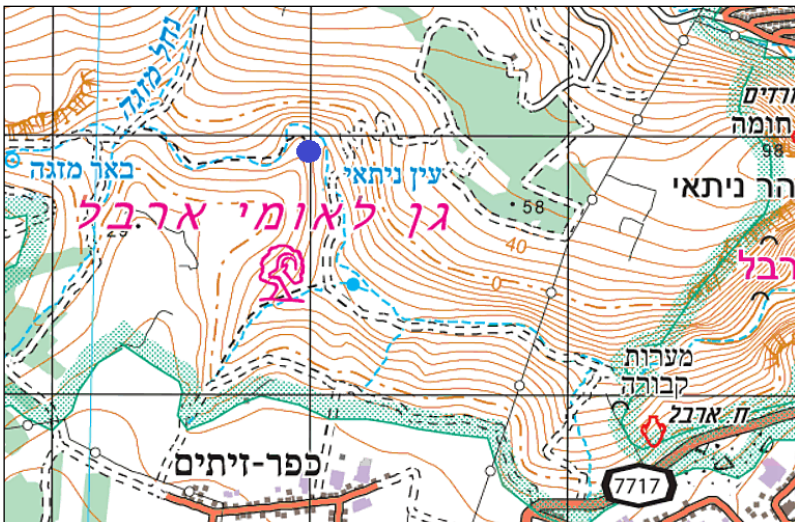 נחל מזגה
ורדים
חומה
98
באר מזגה
עין ניתאי
הר ניתאי
58
גן לאומי ארבל
40
רבל
0
מערות
קבורה
ח. ארבל
כפר-זיתים
7717